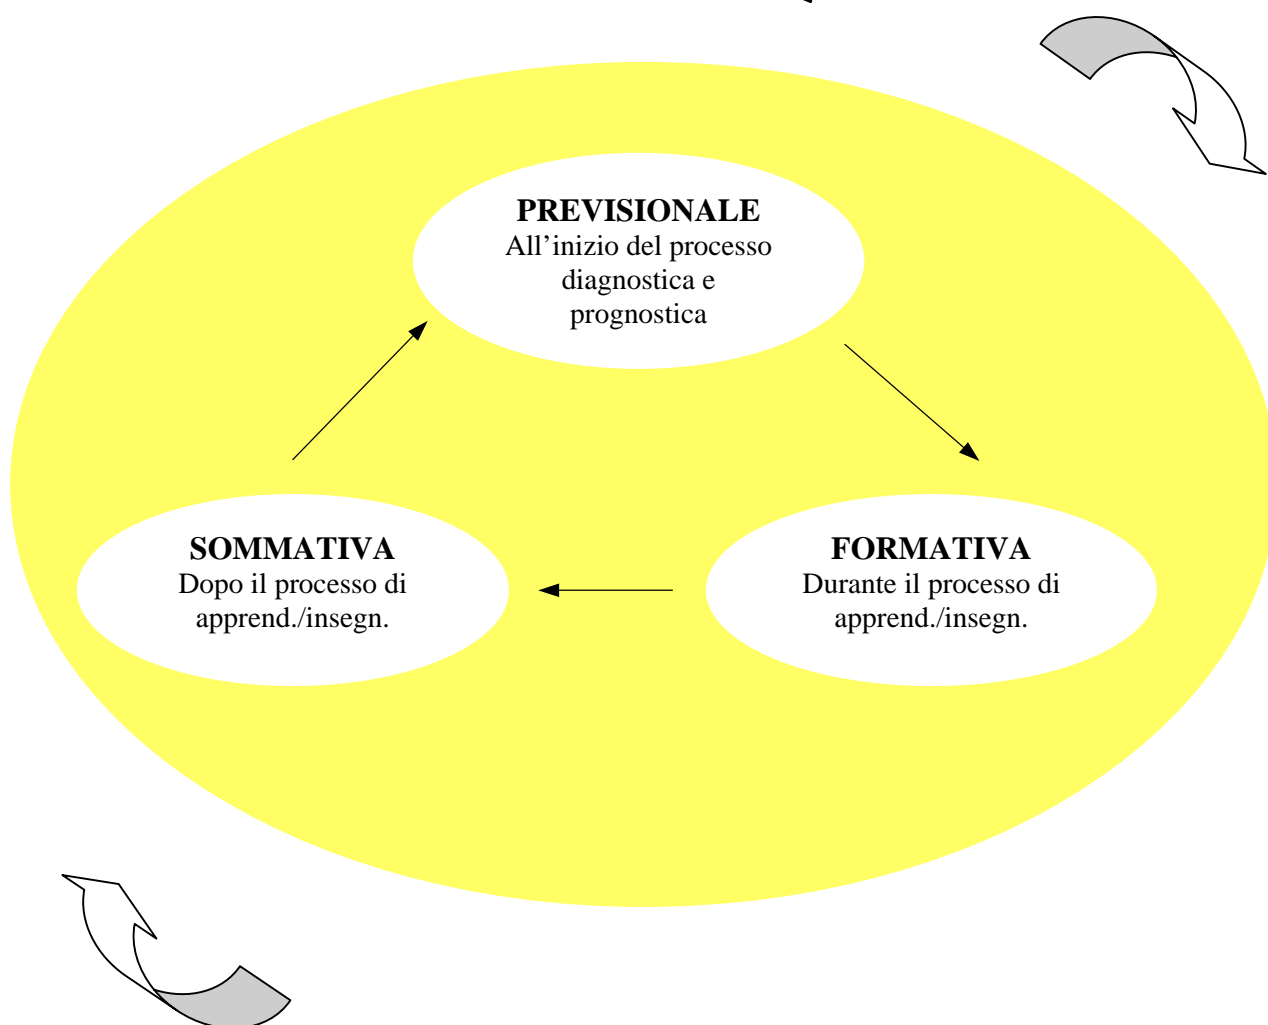 PREVISIONALE
All’inizio del processo
diagnostica e
prognostica
SOMMATIVA
Dopo il processo di
apprend./insegn.
FORMATIVA
Durante il processo di
apprend./insegn.